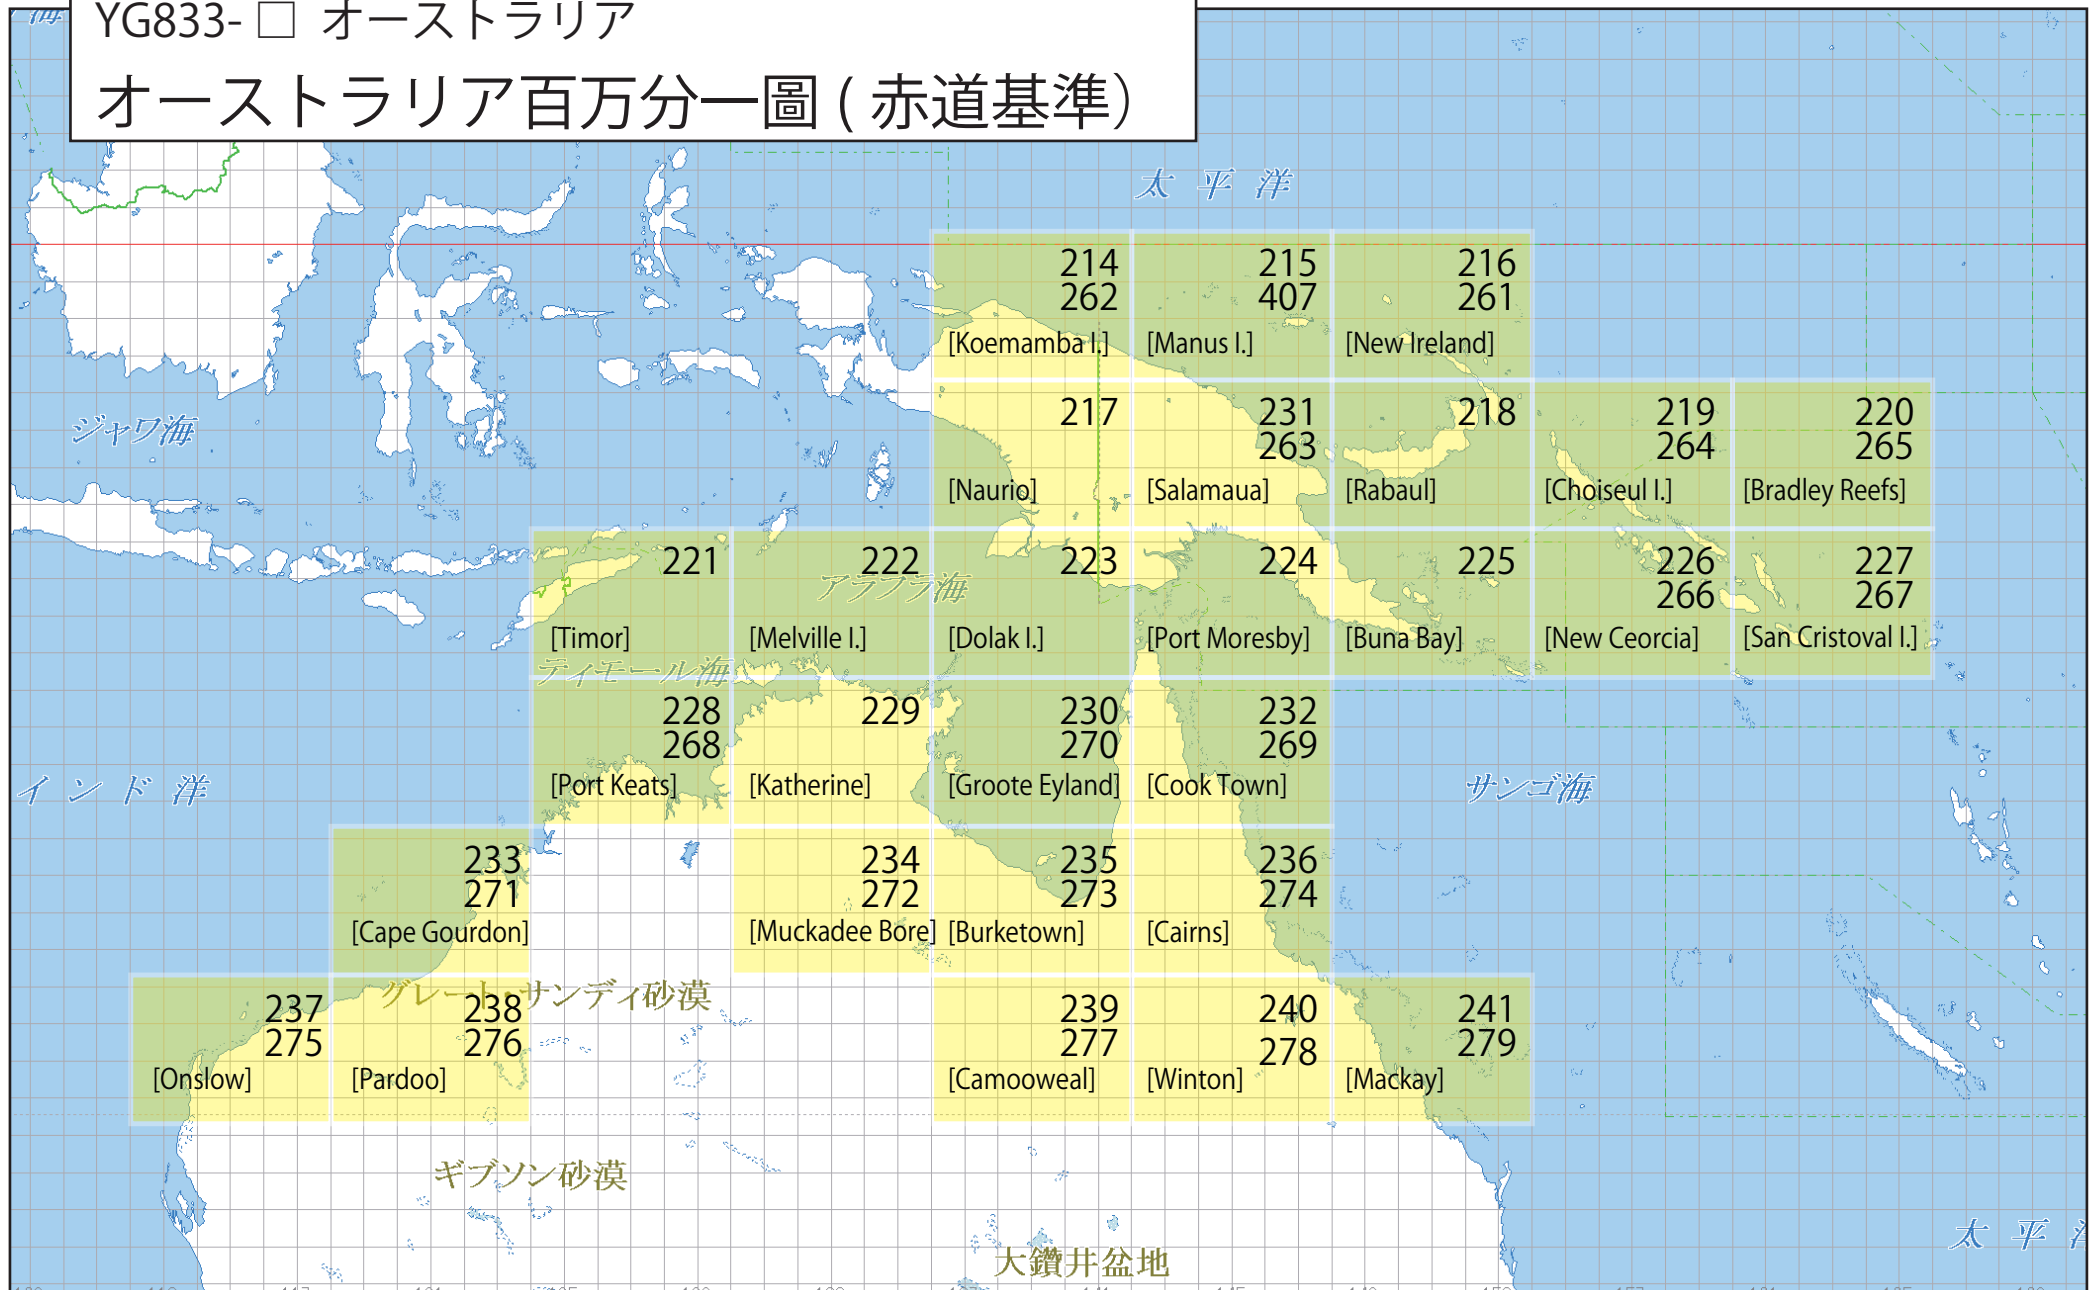 海
YG833- □ オーストラリア
オーストラリア百万分一圖 ( 赤道基準）
太平洋
214 215 216
262 407 261
[Koemamba I.] [Manus I.] [New Ireland]
217 231 218 219 220
263 264 265
ジャワ海
[Naurio] [Salamaua] [Rabaul] [Choiseul I.] [Bradley Reefs]
221 222 223 224 225 226 227
アラフラ海
266 267
[Timor] [Melville I.] [Dolak I.] [Port Moresby] [Buna Bay] [New Ceorcia] [San Cristoval I.]
ティモール海
228 229 230 232
268 270 269
[Port Keats] [Katherine] [Groote Eyland] [Cook Town]
インド洋
サンゴ海
233 234 235 236
271 272 273 274
[Cape Gourdon] [Muckadee Bore] [Burketown] [Cairns]
グレート・サンディ砂漠
237 238 239 240 241
275 276 277 278 279
[Onslow] [Pardoo] [Camooweal] [Winton] [Mackay]
ギブソン砂漠
太平
大鑽井盆地